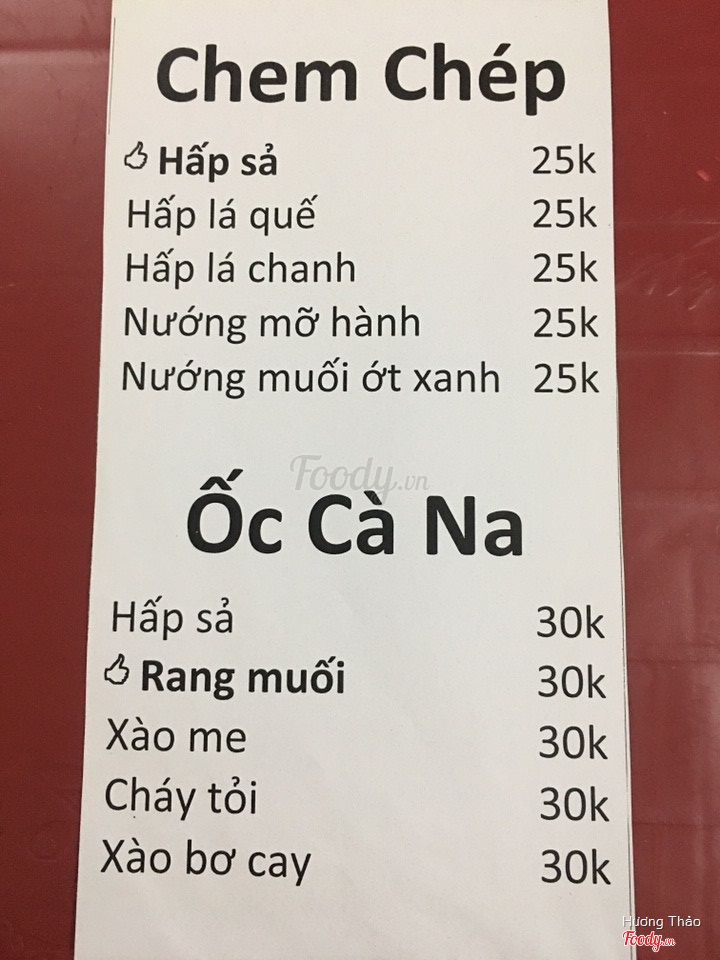 Chem Chép
Hấp sả 25k
Hấp lá quế 25k
Hấp lá chanh 25k
Nướng mỡ hành 25k
Nướng muối ớt xanh 25k
Foody.vn
Ốc Cà Na
Hấp sả 30k
Rang muối 30k
Xào me 30k
Cháy tỏi 30k
Xào bơ cay 30k
Hương Thảo
Foody.vn